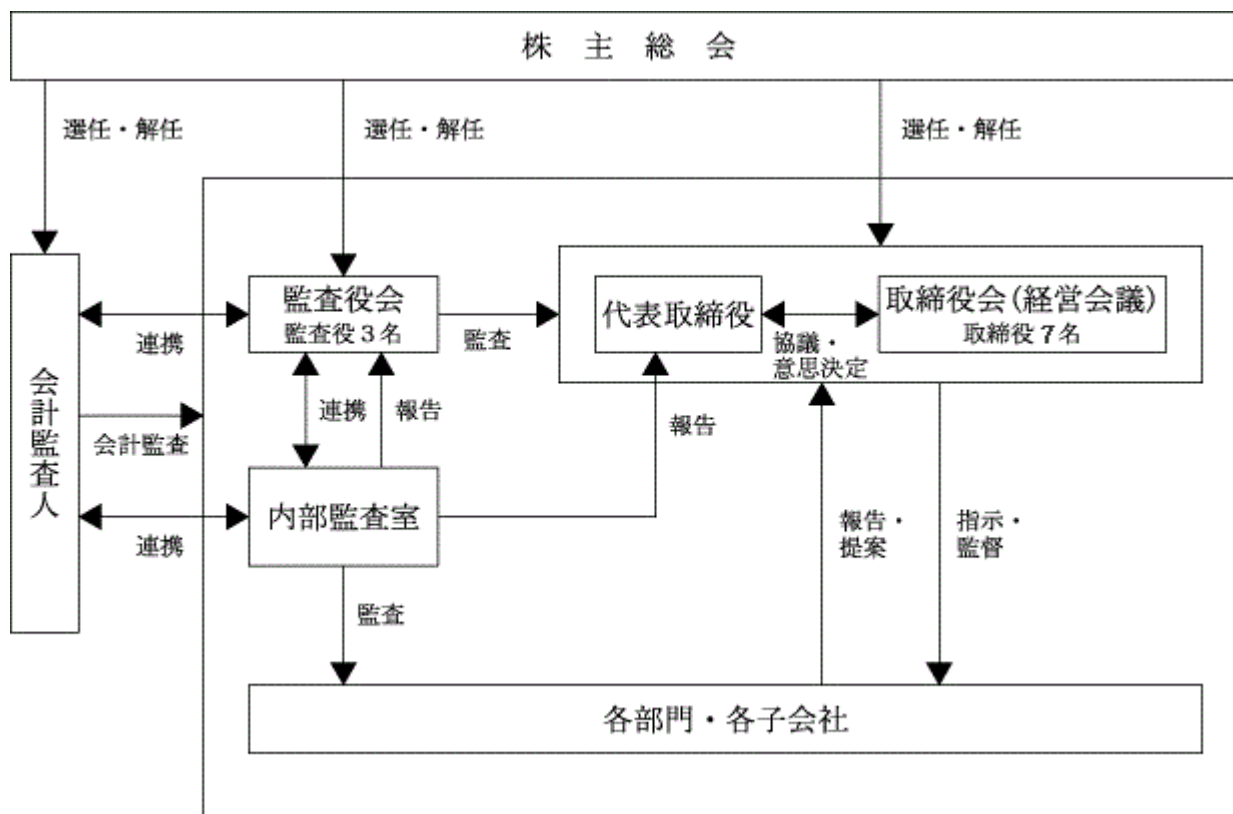 株主総会
選任・解任
選任・解任
選任・解任
監査役会
監査役３名
代表取締役
取締役会(経営会議)
取締役７名
連携
監査
協議・
意思決定
会計監査人
会計監査
連携
報告
報告
内部監査室
連携
報告・
提案
指示・
監督
監査
各部門・各子会社